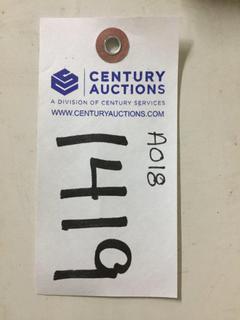 CENTURY
AUCTIONS
A DIVISION OF CENTURY SERVICES
WWW.CENTURYAUCTIONS.COM
A018
1419